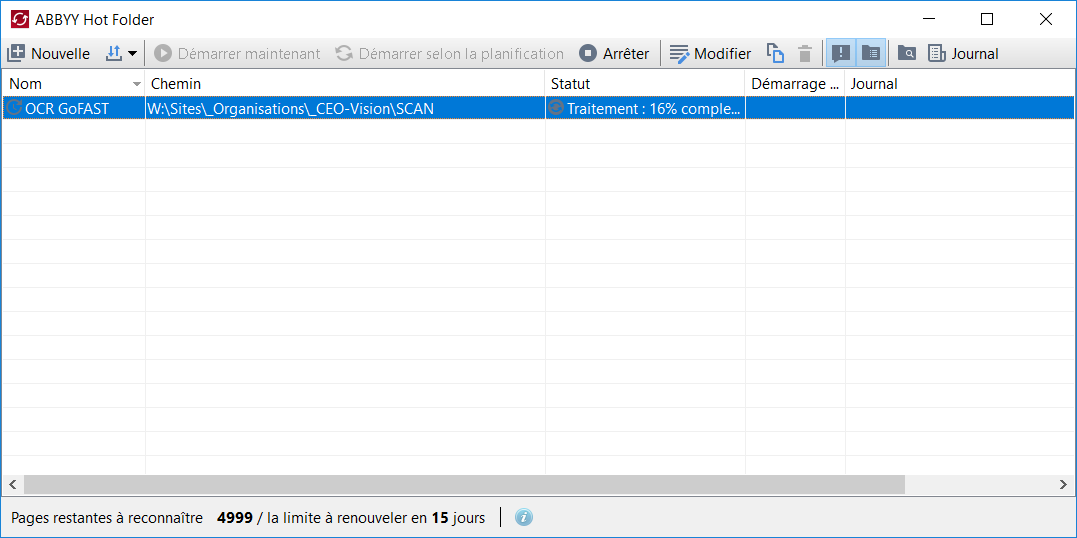 ABBYY Hot Folder
Nouvelle Démarrer maintenant Démarrer selon la planification Arrêter Modifier Journal
Nom Chemin Statut Démarrage ... Journal
OCR GoFAST W:\Sites\_Organisations\_CEO-Vision\SCAN Traitement : 16% comple...
Pages restantes à reconnaître 4999 / la limite à renouveler en 15 jours